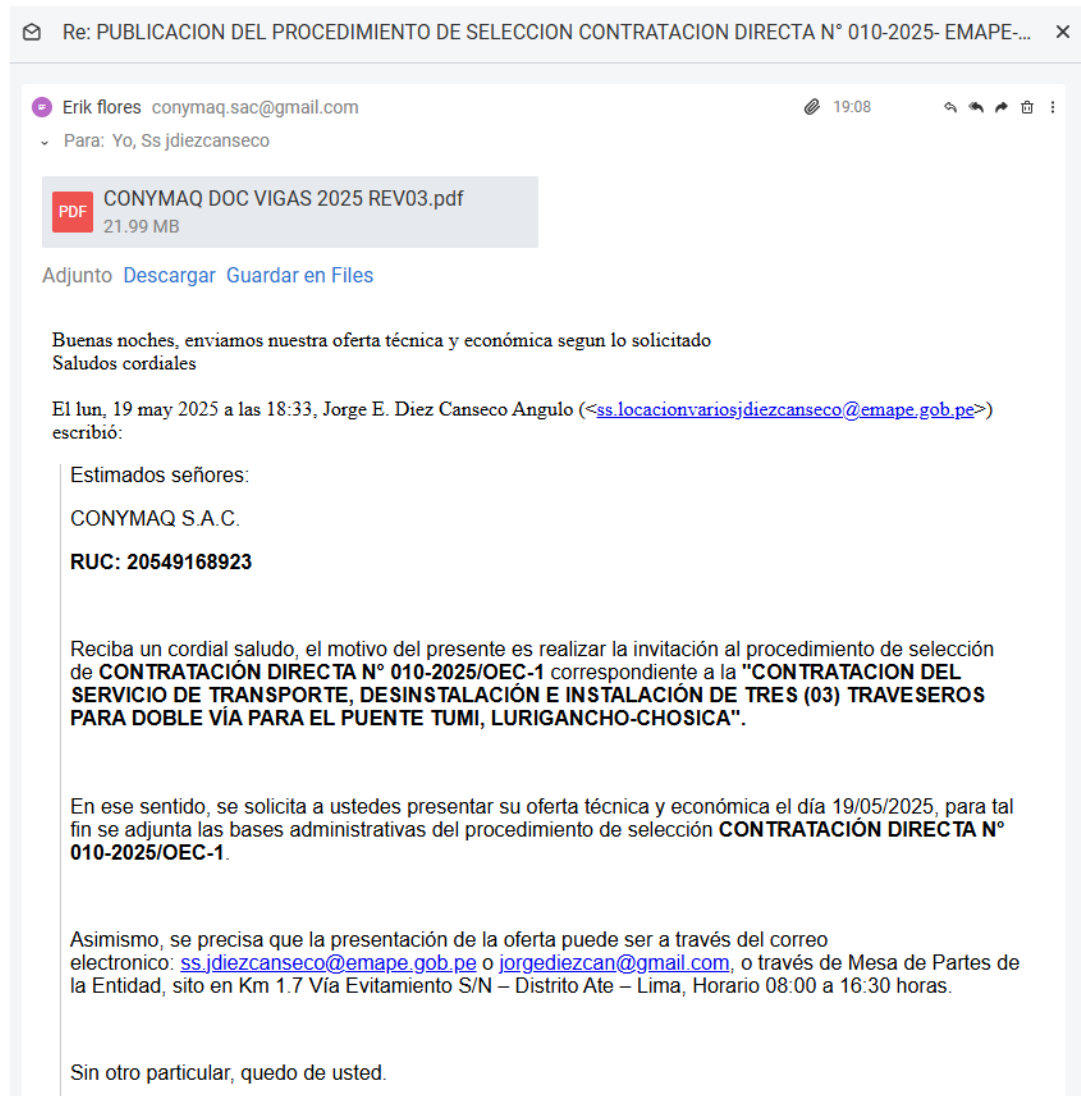 Re: PUBLICACION DEL PROCEDIMIENTO DE SELECCION CONTRATACION DIRECTA N° 010-2025- EMAPE-...
Erik flores conymaq.sac@gmail.com 19:08
Para: Yo, Ss jdiezcanseco
PDF
CONYMAQ DOC VIGAS 2025 REV03.pdf
21.99 MB
Adjunto Descargar Guardar en Files
Buenas noches, enviamos nuestra oferta técnica y económica segun lo solicitado
Saludos cordiales
El lun, 19 may 2025 a las 18:33, Jorge E. Diez Canseco Angulo (<ss.locacionvariosjdiezcanseco@emape.gob.pe>)
escribió:
Estimados señores:
CONYMAQ S.A.C.
RUC: 20549168923
Reciba un cordial saludo, el motivo del presente es realizar la invitación al procedimiento de selección
de CONTRATACIÓN DIRECTA N° 010-2025/OEC-1 correspondiente a la "CONTRATACION DEL
SERVICIO DE TRANSPORTE, DESINSTALACIÓN E INSTALACIÓN DE TRES (03) TRAVESEROS
PARA DOBLE VÍA PARA EL PUENTE TUMI, LURIGANCHO-CHOSICA".
En ese sentido, se solicita a ustedes presentar su oferta técnica y económica el día 19/05/2025, para tal
fin se adjunta las bases administrativas del procedimiento de selección CONTRATACIÓN DIRECTA N°
010-2025/OEC-1.
Asimismo, se precisa que la presentación de la oferta puede ser a través del correo
electronico: ss.jdiezcanseco@emape.gob.pe o jorgediezcan@gmail.com, o través de Mesa de Partes de
la Entidad, sito en Km 1.7 Vía Evitamiento S/N – Distrito Ate – Lima, Horario 08:00 a 16:30 horas.
Sin otro particular, quedo de usted.